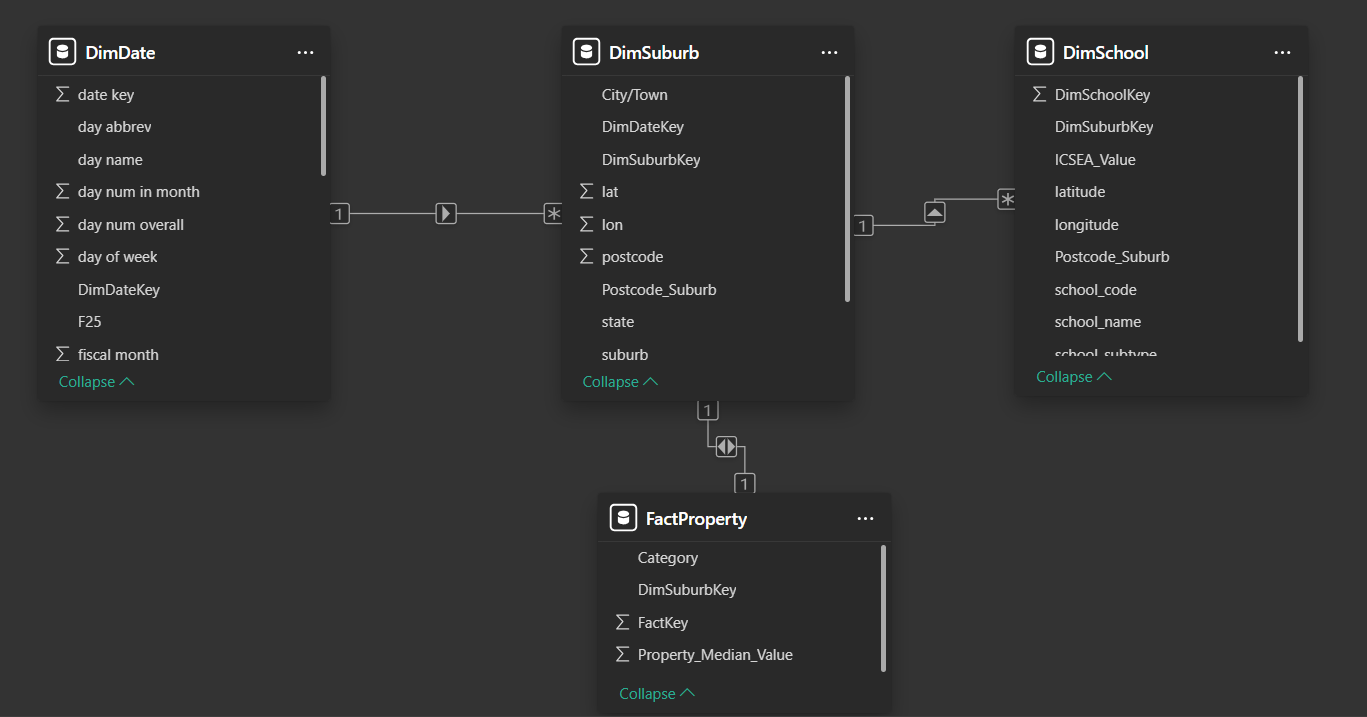 DimDate
...
Σ date key
day abbrev
day name
Σ day num in month
Σ day num overall
Σ day of week
DimDateKey
F25
Σ fiscal month
Collapse
1
*
DimSuburb
...
City/Town
DimDateKey
DimSuburbKey
Σ lat
Σ lon
Σ postcode
Postcode_Suburb
state
suburb
Collapse
1
*
DimSchool
...
Σ DimSchoolKey
DimSuburbKey
ICSEA_Value
latitude
longitude
Postcode_Suburb
school_code
school_name
school_subtype
Collapse
1
1
FactProperty
...
Category
DimSuburbKey
Σ FactKey
Σ Property_Median_Value
Collapse